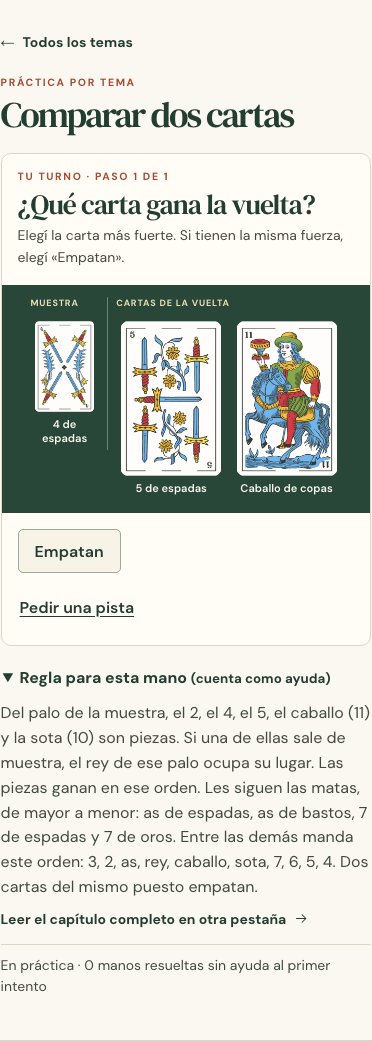 ← Todos los temas
PRÁCTICA POR TEMA
Comparar dos cartas
TU TURNO · PASO 1 DE 1
¿Qué carta gana la vuelta?
Elegí la carta más fuerte. Si tienen la misma fuerza,
elegí «Empatan».
MUESTRA
CARTAS DE LA VUELTA
4 de
espadas
5
5
5 de espadas
11
11
Caballo de copas
Empatan
Pedir una pista
▼ Regla para esta mano (cuenta como ayuda)
Del palo de la muestra, el 2, el 4, el 5, el caballo (11)
y la sota (10) son piezas. Si una de ellas sale de
muestra, el rey de ese palo ocupa su lugar. Las
piezas ganan en ese orden. Les siguen las matas,
de mayor a menor: as de espadas, as de bastos, 7
de espadas y 7 de oros. Entre las demás manda
este orden: 3, 2, as, rey, caballo, sota, 7, 6, 5, 4. Dos
cartas del mismo puesto empatan.
Leer el capítulo completo en otra pestaña →
En práctica · 0 manos resueltas sin ayuda al primer
intento